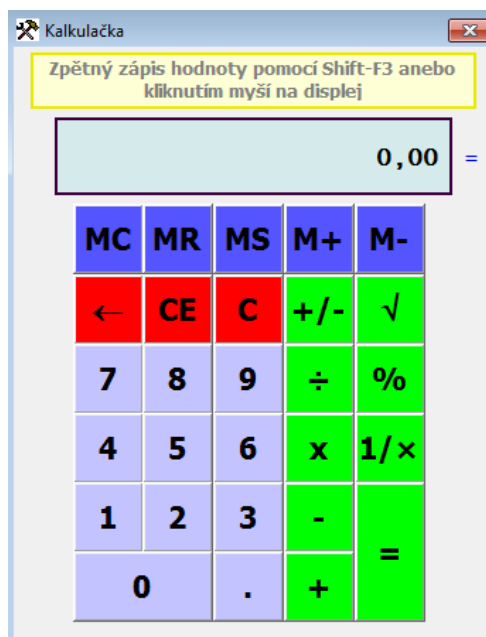 Kalkulačka
Zpětný zápis hodnoty pomocí Shift-F3 anebo
kliknutím myší na displej
0,00 =
MC MR MS M+ M-
← CE C +/- √
7 8 9 ÷ %
4 5 6 x 1/×
1 2 3 -
=
0 . +